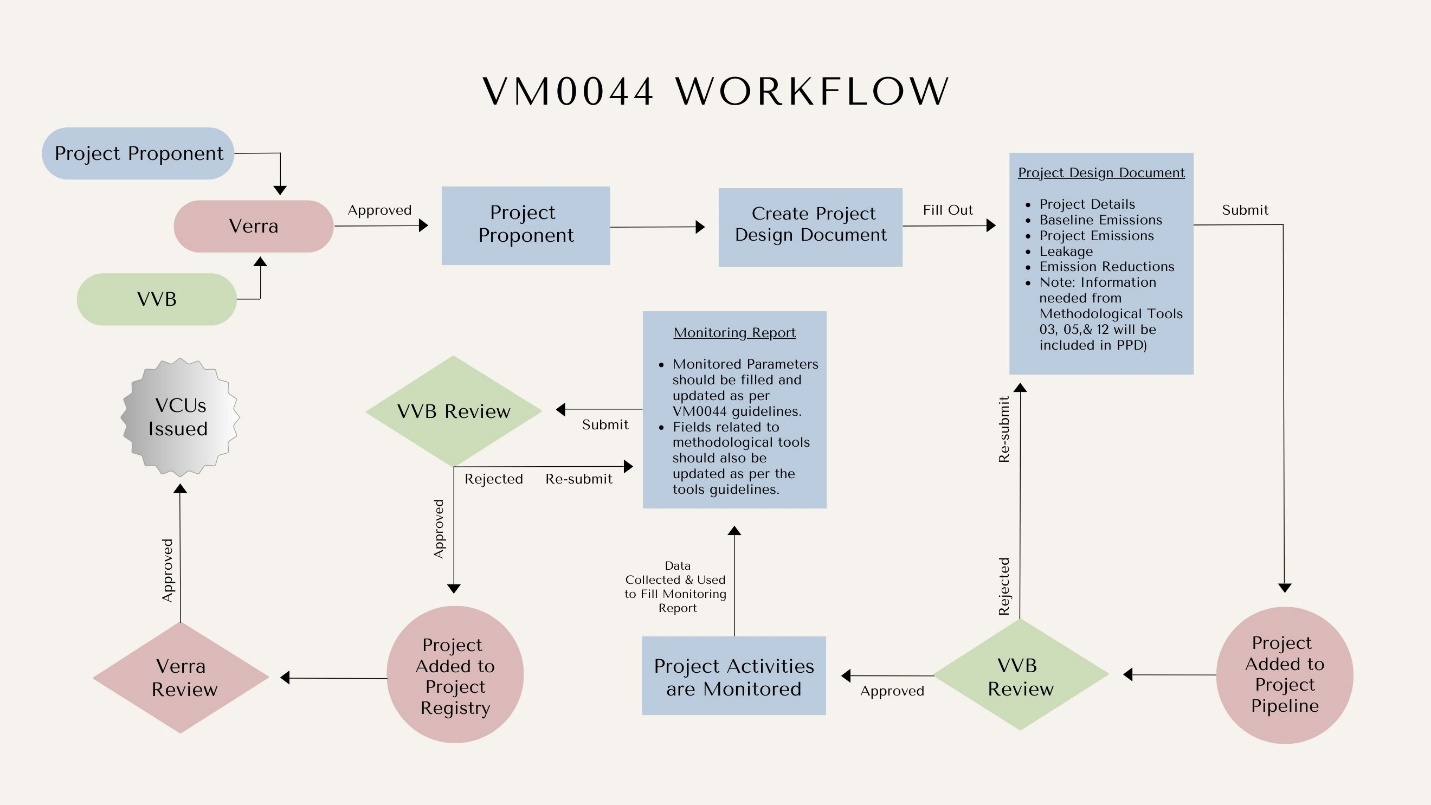 VM0044 WORKFLOW
Project Proponent
Verra
VVB
Approved
Project
Proponent
Create Project
Design Document
Fill Out
Project Design Document
• Project Details
• Baseline Emissions
• Project Emissions
• Leakage
• Emission Reductions
• Note: Information
needed from
Methodological Tools
03, 05,& 12 will be
included in PPD)
Submit
Project
Added to
Project
Pipeline
VVB
Review
Rejected
Re-submit
Approved
Project Activities
are Monitored
Data
Collected & Used
to Fill Monitoring
Report
Monitoring Report
• Monitored Parameters
should be filled and
updated as per
VM0044 guidelines.
• Fields related to
methodological tools
should also be
updated as per the
tools guidelines.
Submit
VVB Review
Rejected
Re-submit
Approved
Project
Added to
Project
Registry
Verra
Review
Approved
VCUs
Issued